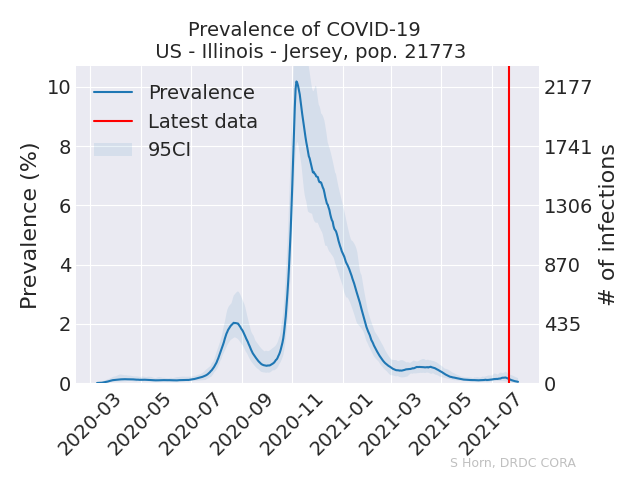 Prevalence of COVID-19
US - Illinois - Jersey, pop. 21773
Prevalence
Latest data
95CI
Prevalence (%)
10
8
6
4
2
0
2177
1741
1306
870
435
0
# of infections
2020-03
2020-05
2020-07
2020-09
2020-11
2021-01
2021-03
2021-05
2021-07
S Horn, DRDC CORA